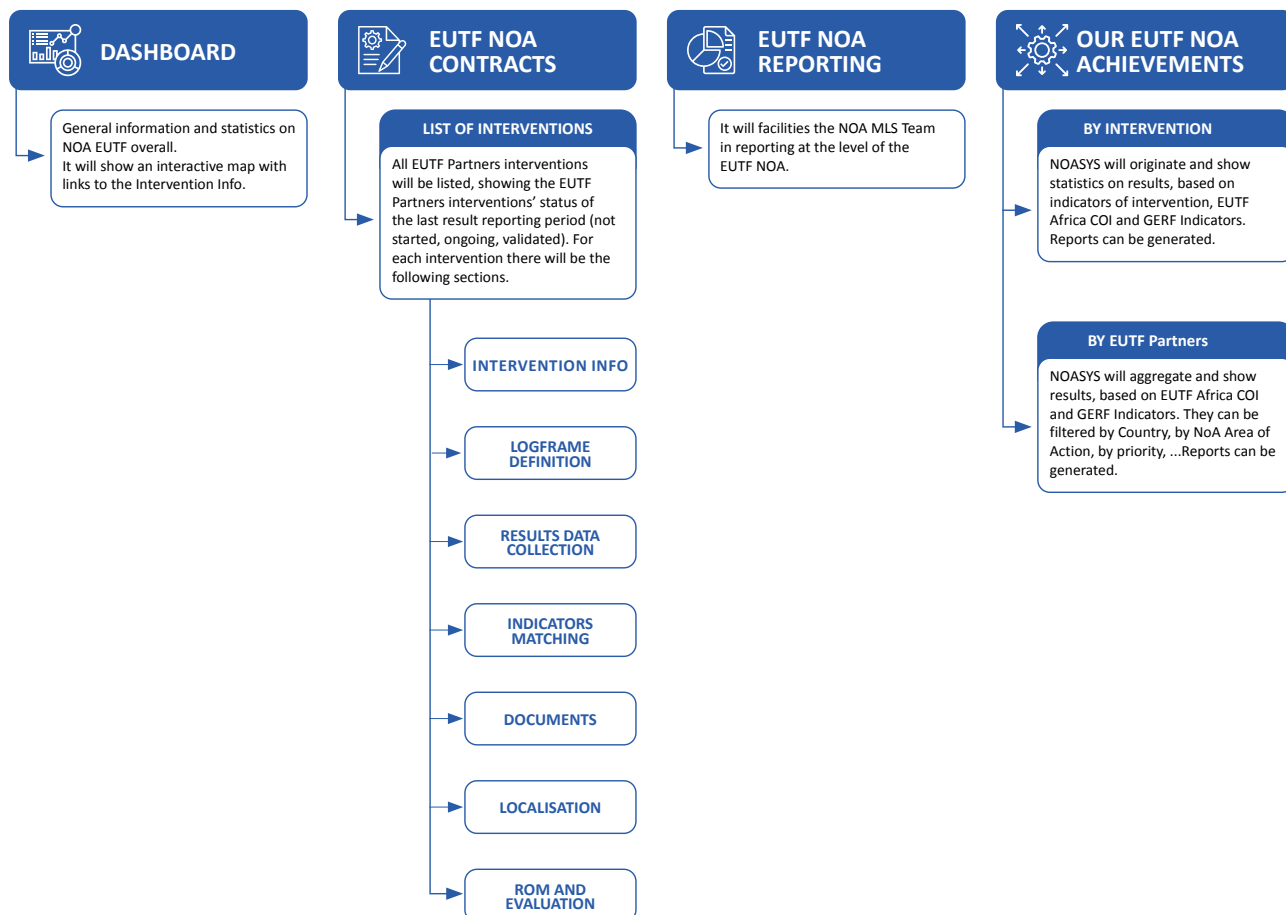 DASHBOARD
General information and statistics on
NOA EUTF overall.
It will show an interactive map with
links to the Intervention Info.
EUTF NOA
CONTRACTS
LIST OF INTERVENTIONS
All EUTF Partners interventions
will be listed, showing the EUTF
Partners interventions’ status of
the last result reporting period (not
started, ongoing, validated). For
each intervention there will be the
following sections.
INTERVENTION INFO
LOGFRAME
DEFINITION
RESULTS DATA
COLLECTION
INDICATORS
MATCHING
DOCUMENTS
LOCALISATION
ROM AND
EVALUATION
EUTF NOA
REPORTING
It will facilities the NOA MLS Team
in reporting at the level of the
EUTF NOA.
OUR EUTF NOA
ACHIEVEMENTS
BY INTERVENTION
NOASYS will originate and show
statistics on results, based on
indicators of intervention, EUTF
Africa COI and GERF Indicators.
Reports can be generated.
BY EUTF Partners
NOASYS will aggregate and show
results, based on EUTF Africa COI
and GERF Indicators. They can be
filtered by Country, by NoA Area of
Action, by priority, ...Reports can be
generated.